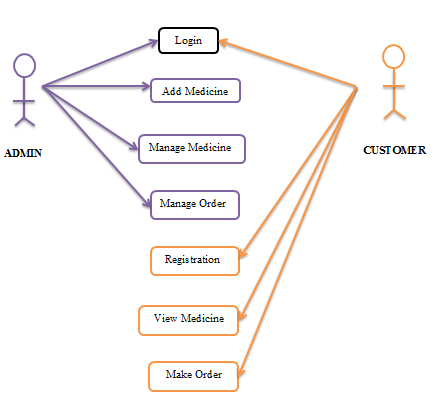 Login
Add Medicine
Manage Medicine
ADMIN
CUSTOMER
Manage Order
Registration
View Medicine
Make Order